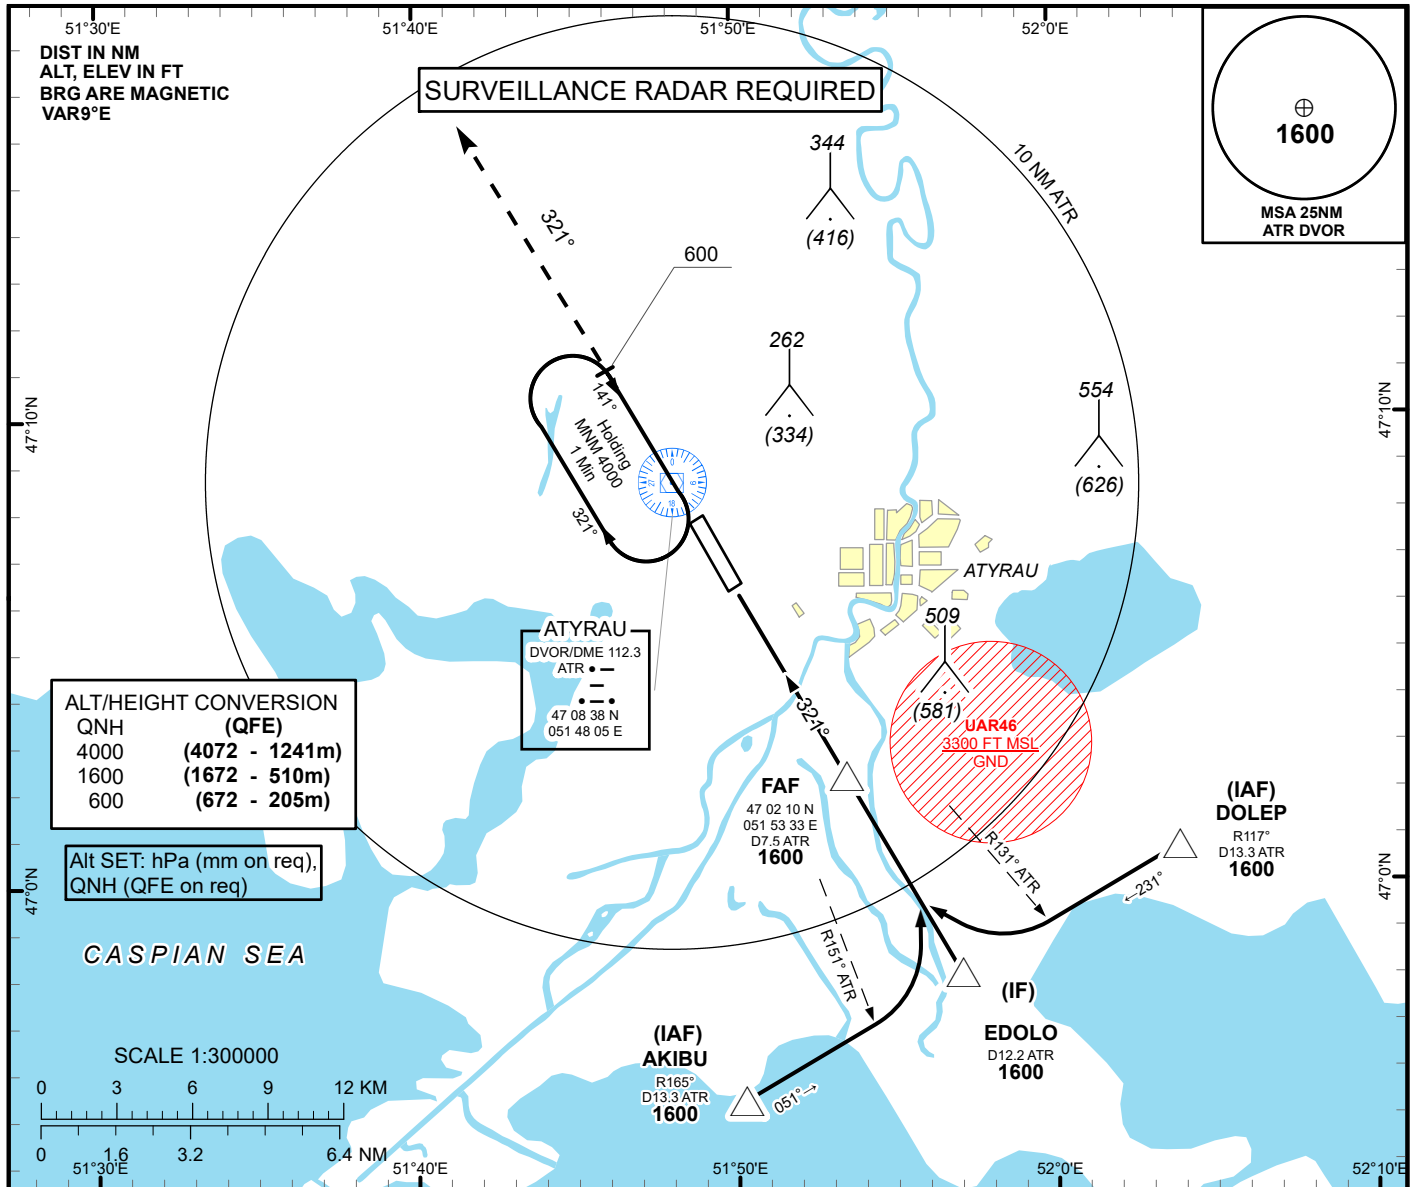 51°30'E
51°40'E
51°50'E
52°0'E
DIST IN NM
ALT, ELEV IN FT
BRG ARE MAGNETIC
VAR9°E
SURVEILLANCE RADAR REQUIRED
1600
MSA 25NM
ATR DVOR
10 NM ATR
344
(416)
321°
600
262
(334)
554
(626)
47°10'N
47°10'N
141°
Holding
MNM 4000
1 Min
321°
0
9
18
27
ATYRAU
509
(581)
ATYRAU
DVOR/DME 112.3
ATR
47 08 38 N
051 48 05 E
UAR46
3300 FT MSL
GND
321°
ALT/HEIGHT CONVERSION
QNH (QFE)
4000 (4072 - 1241m)
1600 (1672 - 510m)
600 (672 - 205m)
FAF
47 02 10 N
051 53 33 E
D7.5 ATR
1600
(IAF)
DOLEP
R117°
D13.3 ATR
1600
R131° ATR
←231°
Alt SET: hPa (mm on req),
QNH (QFE on req)
47°0'N
47°0'N
CASPIAN SEA
R151° ATR
(IF)
EDOLO
D12.2 ATR
1600
(IAF)
AKIBU
R165°
D13.3 ATR
1600
051°→
SCALE 1:300000
0 3 6 9 12 KM
0 1.6 3.2 6.4 NM
51°30'E
51°40'E
51°50'E
52°0'E
52°10'E